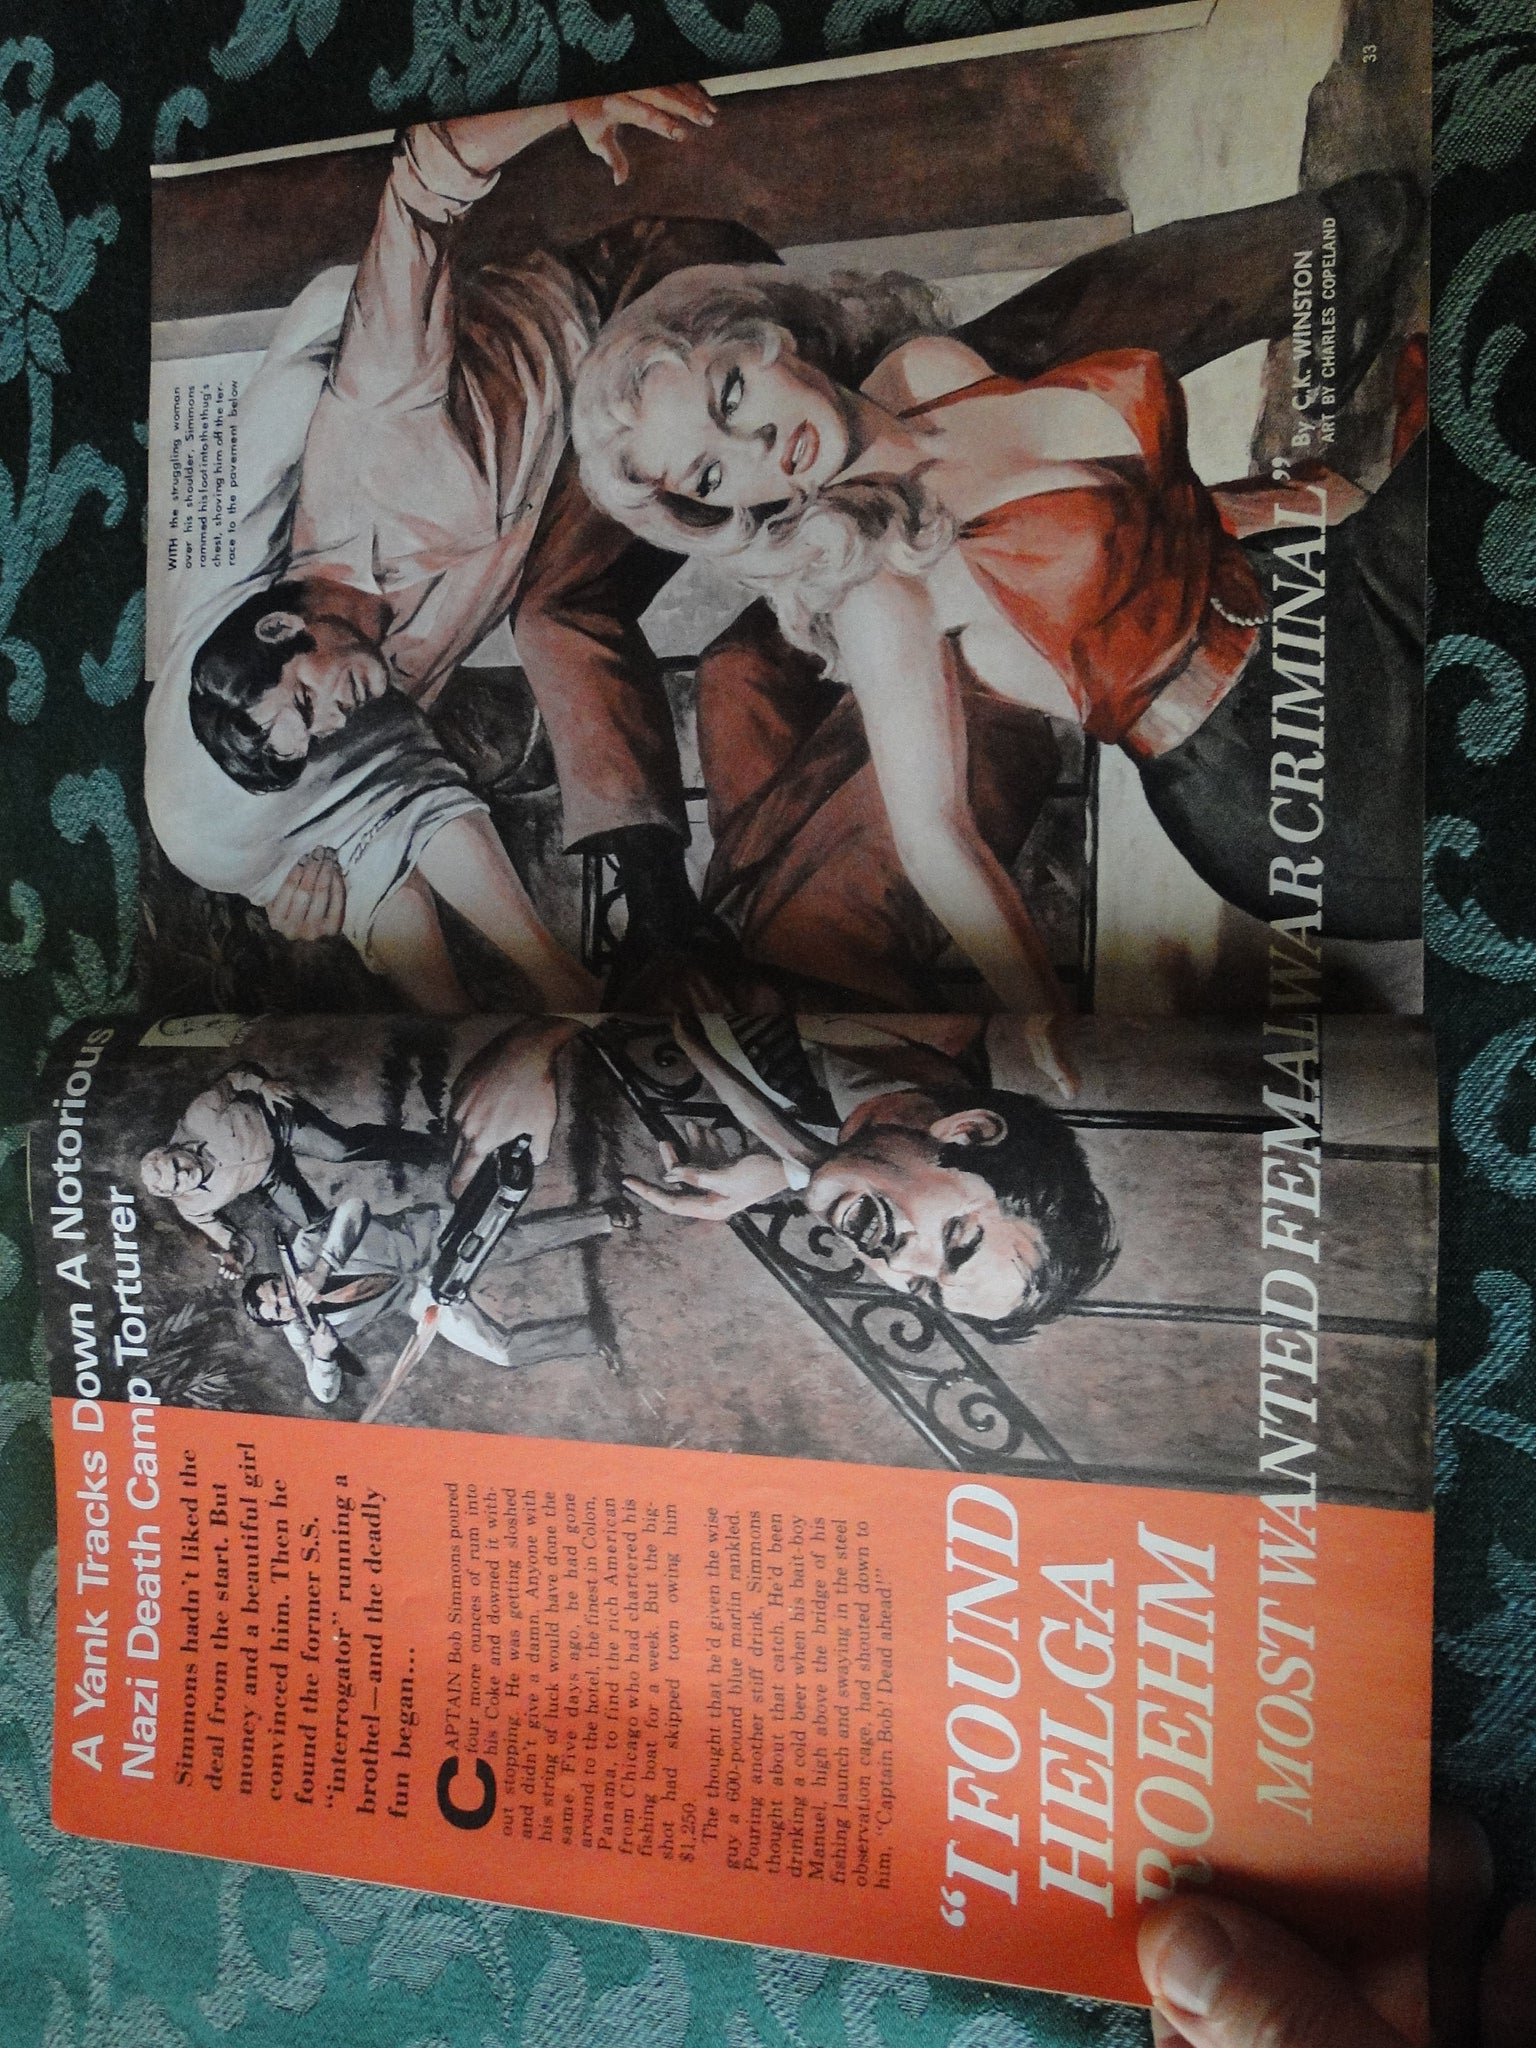 A Yank Tracks Down A Notorious
Nazi Death Camp Torturer
Simmons hadn't liked the
deal from the start. But
money and a beautiful girl
convinced him. Then he
found the former S.S.
“interrogator” running a
brothel—and the deadly
fun began...
CAPTAIN Bob Simmons poured
four more ounces of rum into
his Coke and downed it with-
out stopping. He was getting sloshed
and didn't give a damn. Anyone with
his string of luck would have done the
same. Five days ago, he had gone
around to the hotel, the finest in Colon,
Panama, to find the rich American
from Chicago who had chartered his
fishing boat for a week. But the big-
shot had skipped town owing him
$1,250.
The thought that he'd given the wise
guy a 600-pound blue marlin rankled.
Pouring another stiff drink, Simmons
thought about that catch. He'd been
drinking a cold beer when his bait-boy
Manuel, high above the bridge of his
fishing launch and swaying in the steel
observation cage, had shouted down to
him, “Captain Bob! Dead ahead!”
“I FOUND
HELGA
ROEHM
MOST WANTED FEMALE WAR CRIMINAL”
By C.K. WINSTON
ART BY CHARLES COPELAND
WITH the struggling woman
over his shoulder, Simmons
rammed his foot into the thug's
chest, shoving him off the ter-
race to the pavement below
33